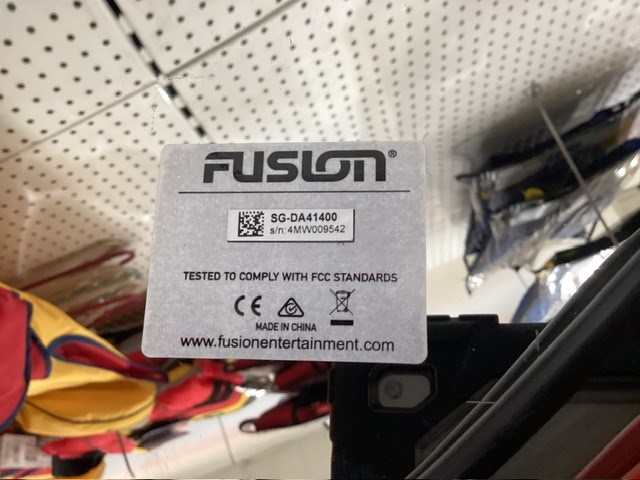 FUSION®
SG-DA41400
s/n: 4MW009542
TESTED TO COMPLY WITH FCC STANDARDS
CE
MADE IN CHINA
www.fusionentertainment.com